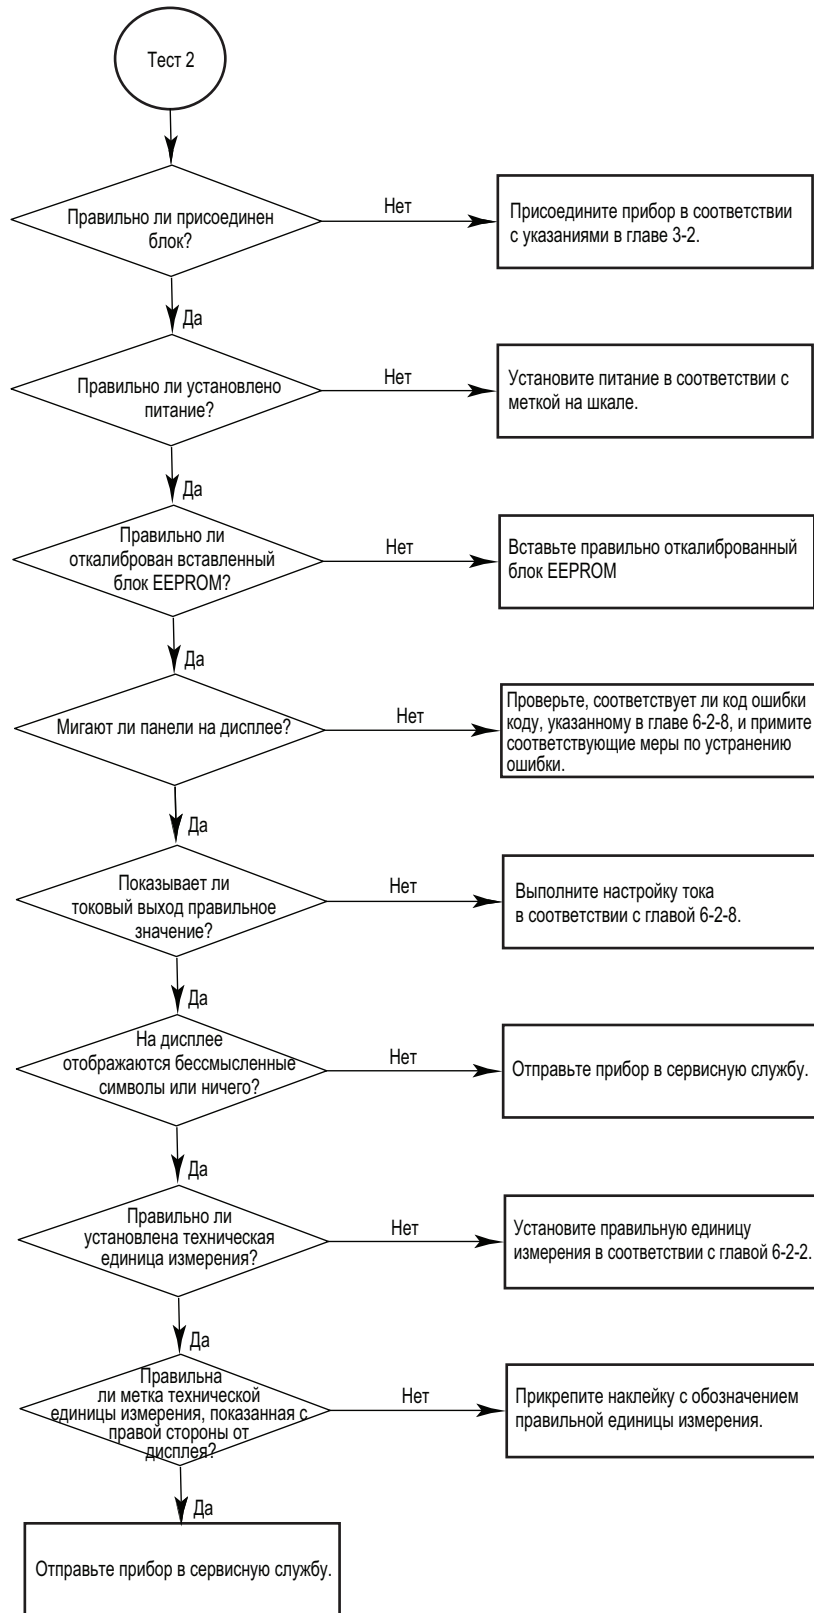 Тест 2
Правильно ли присоединен
блок?
Нет
Присоедините прибор в соответствии
с указаниями в главе 3-2.
Да
Правильно ли установлено
питание?
Нет
Установите питание в соответствии с
меткой на шкале.
Да
Правильно ли
откалиброван вставленный
блок EEPROM?
Нет
Вставьте правильно откалиброванный
блок EEPROM
Да
Мигают ли панели на дисплее?
Нет
Проверьте, соответствует ли код ошибки
коду, указанному в главе 6-2-8, и примите
соответствующие меры по устранению
ошибки.
Да
Показывает ли
токовый выход правильное
значение?
Нет
Выполните настройку тока
в соответствии с главой 6-2-8.
Да
На дисплее
отображаются бессмысленные
символы или ничего?
Нет
Отправьте прибор в сервисную службу.
Да
Правильно ли
установлена техническая
единица измерения?
Нет
Установите правильную единицу
измерения в соответствии с главой 6-2-2.
Да
Правильна
ли метка технической
единицы измерения, показанная с
правой стороны от
дисплея?
Нет
Прикрепите наклейку с обозначением
правильной единицы измерения.
Да
Отправьте прибор в сервисную службу.